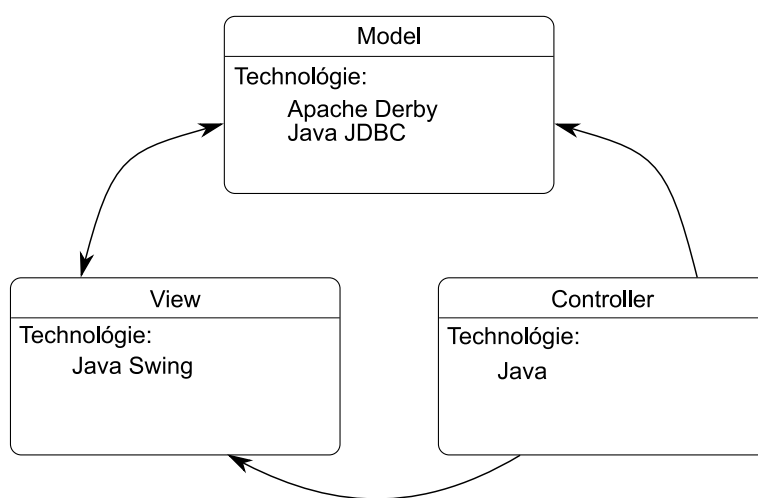 Model
Technológie:
Apache Derby
Java JDBC
View
Technológie:
Java Swing
Controller
Technológie:
Java